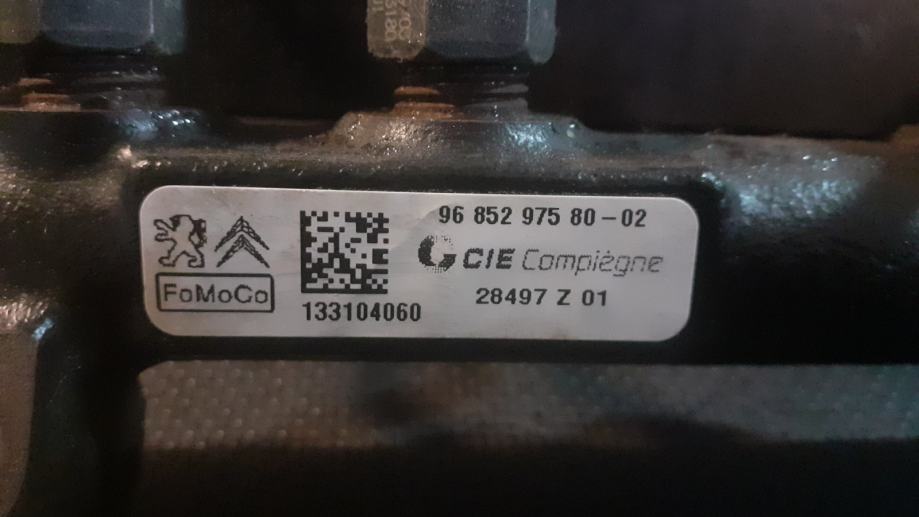 96 852 975 80-02
CIE Compiègne
FoMoCo
133104060
28497 Z 01